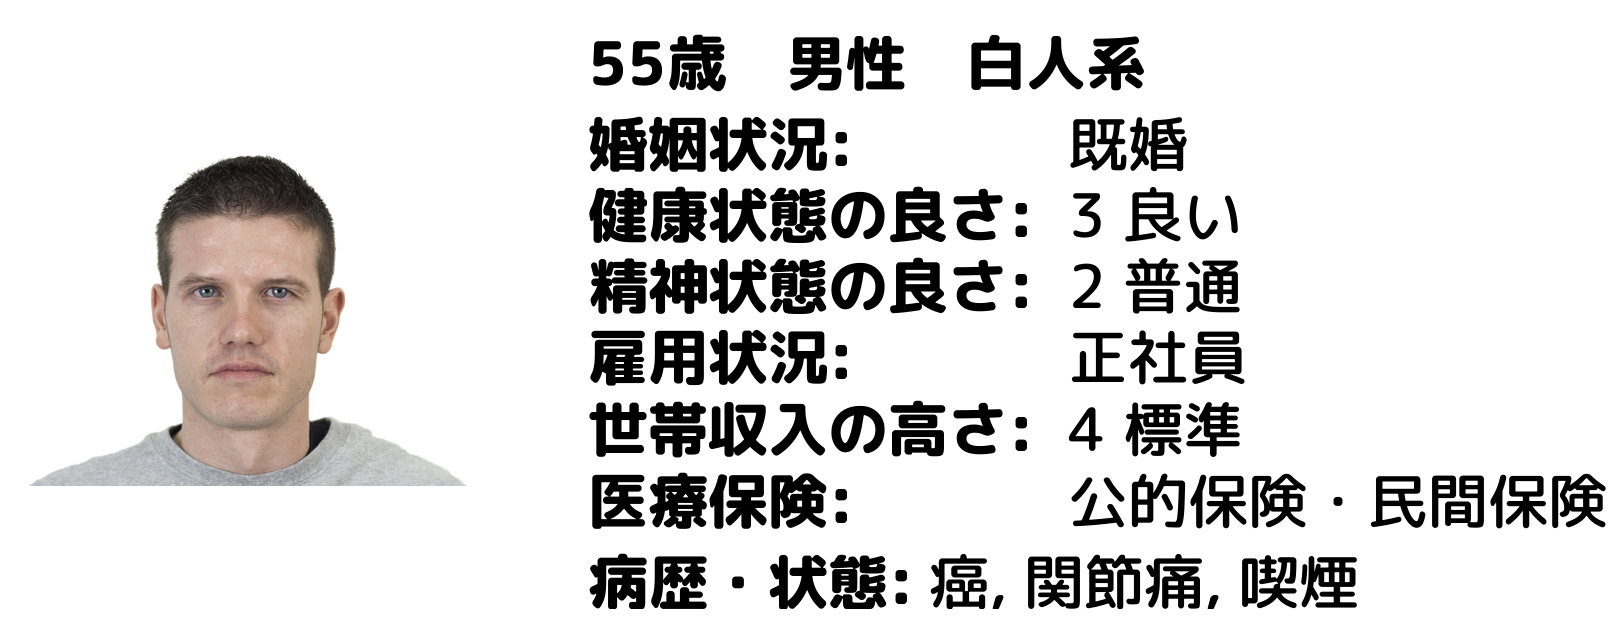 55歳　男性　白人系
婚姻状況: 既婚
健康状態の良さ: 3 良い
精神状態の良さ: 2 普通
雇用状況: 正社員
世帯収入の高さ: 4 標準
医療保険: 公的保険・民間保険
病歴・状態: 癌, 関節痛, 喫煙